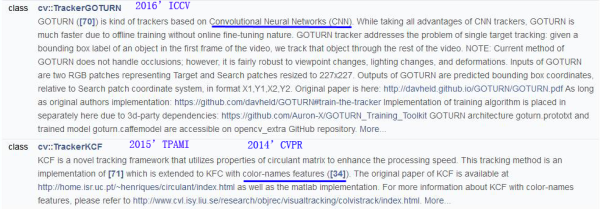 class cv::TrackerGOTURN 2016' ICCV
GOTURN ([70]) is kind of trackers based on Convolutional Neural Networks (CNN). While taking all advantages of CNN trackers, GOTURN is
much faster due to offline training without online fine-tuning nature. GOTURN tracker addresses the problem of single target tracking: given a
bounding box label of an object in the first frame of the video, we track that object through the rest of the video. NOTE: Current method of
GOTURN does not handle occlusions; however, it is fairly robust to viewpoint changes, lighting changes, and deformations. Inputs of GOTURN
are two RGB patches representing Target and Search patches resized to 227x227. Outputs of GOTURN are predicted bounding box coordinates,
relative to Search patch coordinate system, in format X1,Y1,X2,Y2. Original paper is here: http://davheld.github.io/GOTURN/GOTURN.pdf As long
as original authors implementation: https://github.com/davheld/GOTURN#train-the-tracker Implementation of training algorithm is placed in
separately here due to 3d-party dependencies: https://github.com/Auron-X/GOTURN_Training_Toolkit GOTURN architecture goturn.prototxt and
trained model goturn.caffemodel are accessible on opencv_extra GitHub repository. More...
class cv::TrackerKCF 2015' TPAMI 2014' CVPR
KCF is a novel tracking framework that utilizes properties of circulant matrix to enhance the processing speed. This tracking method is an
implementation of [71] which is extended to KFC with color-names features ([34]). The original paper of KCF is available at
http://home.isr.uc.pt/~henriques/circulant/index.html as well as the matlab implementation. For more information about KCF with color-names
features, please refer to http://www.cvl.isy.liu.se/research/objrec/visualtracking/colvistrack/index.html. More...